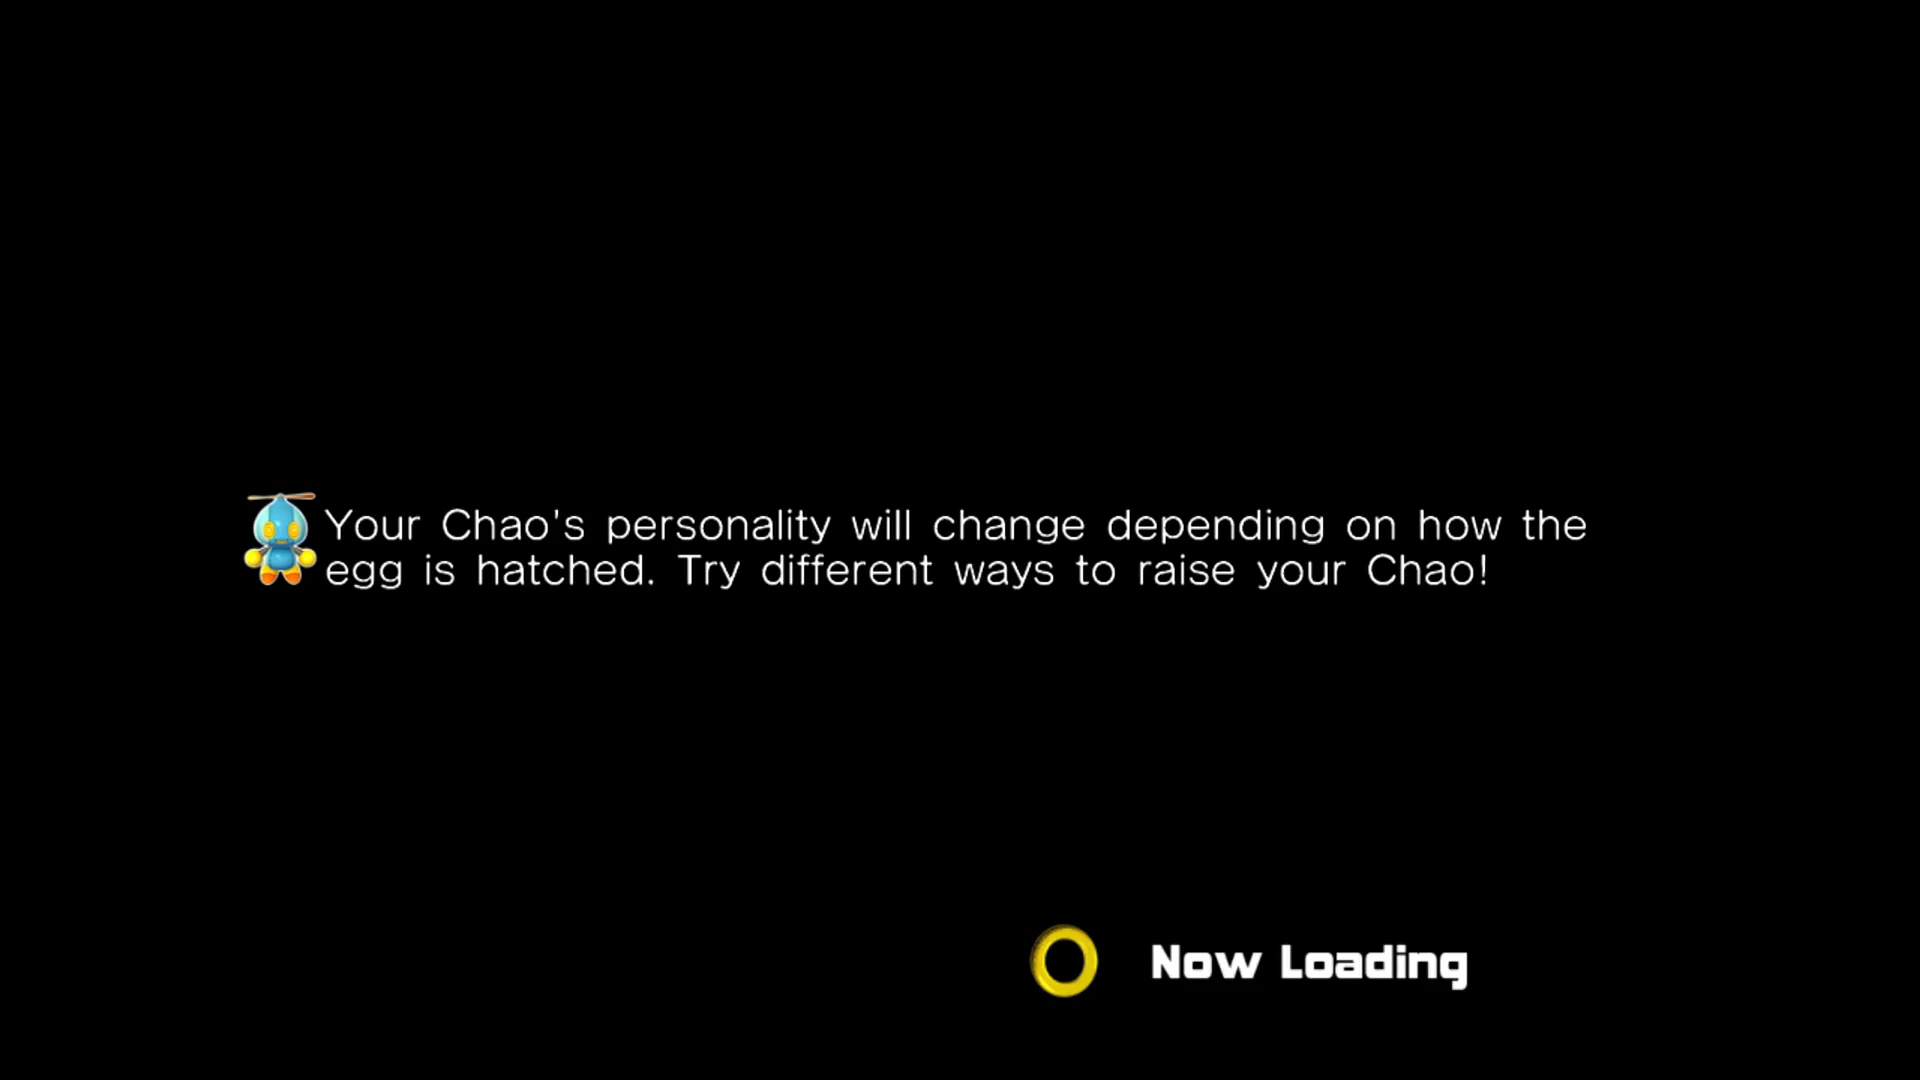 Your Chao's personality will change depending on how the
egg is hatched. Try different ways to raise your Chao!
Now Loading